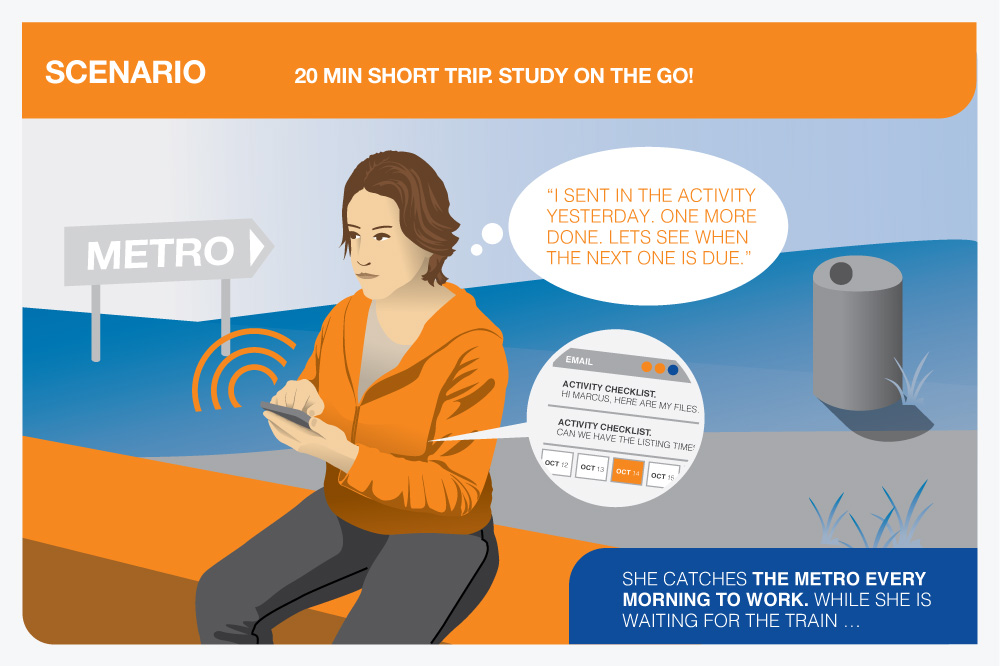 SCENARIO
20 MIN SHORT TRIP. STUDY ON THE GO!
METRO
“I SENT IN THE ACTIVITY
YESTERDAY. ONE MORE
DONE. LETS SEE WHEN
THE NEXT ONE IS DUE.”
EMAIL
ACTIVITY CHECKLIST.
HI MARCUS, HERE ARE MY FILES.
ACTIVITY CHECKLIST.
CAN WE HAVE THE LISTING TIME
OCT 12 OCT 13 OCT 14 OCT 15
SHE CATCHES THE METRO EVERY
MORNING TO WORK. WHILE SHE IS
WAITING FOR THE TRAIN ...